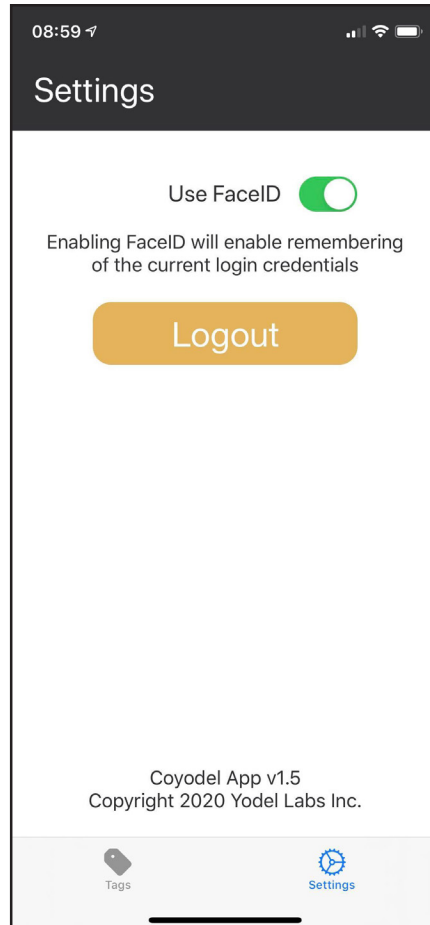 08:59
Settings
Use FaceID
Enabling FaceID will enable remembering
of the current login credentials
Logout
Coyodel App v1.5
Copyright 2020 Yodel Labs Inc.
Tags
Settings